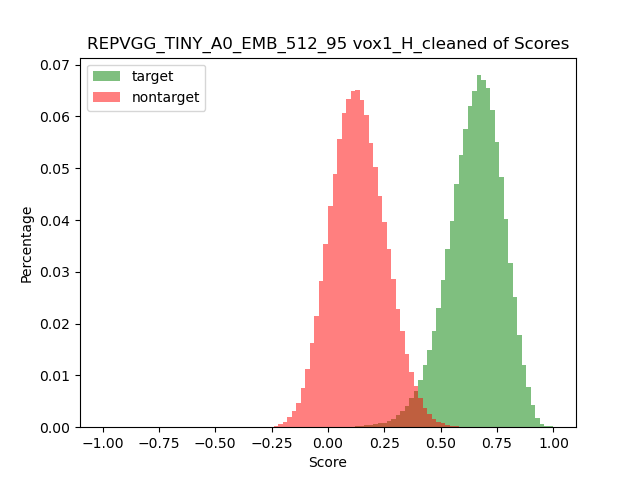 REPVGG_TINY_A0_EMB_512_95 vox1_H_cleaned of Scores
target
nontarget
Percentage
0.07
0.06
0.05
0.04
0.03
0.02
0.01
0.00
−1.00 −0.75 −0.50 −0.25 0.00 0.25 0.50 0.75 1.00
Score